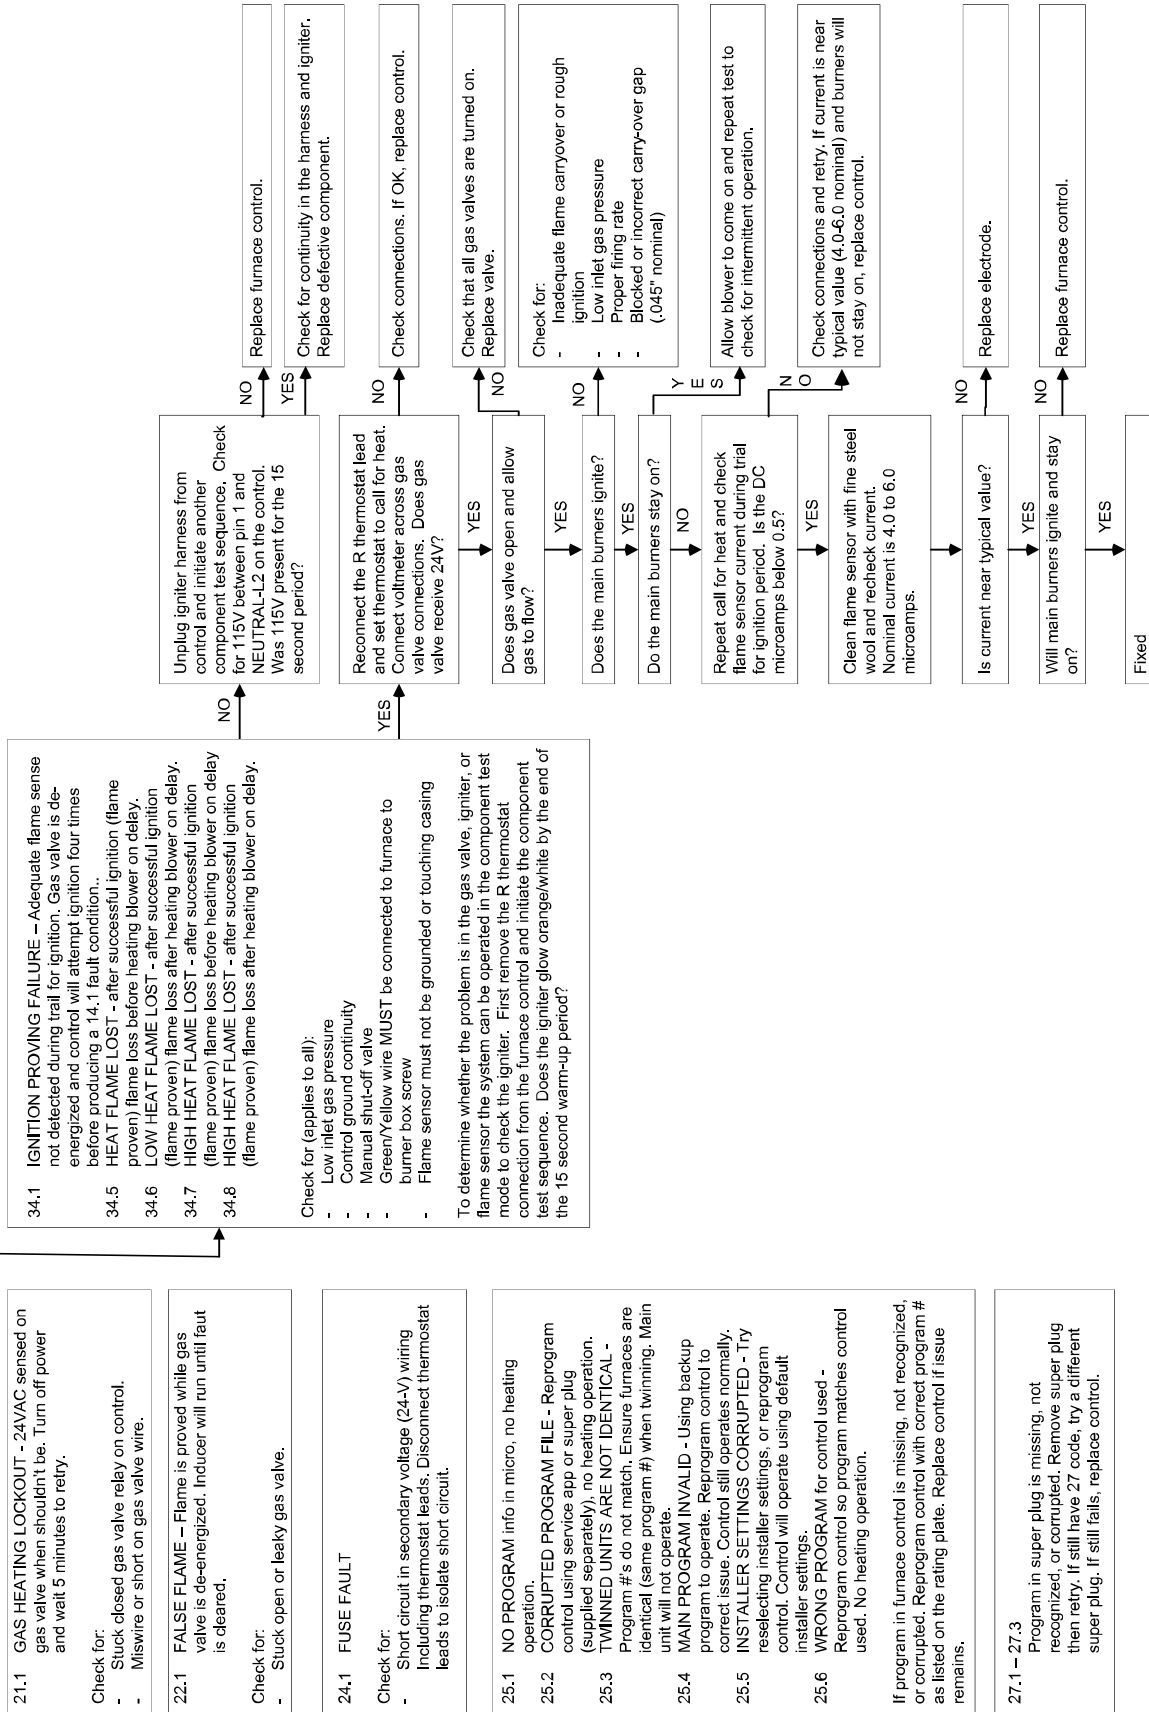 21.1 GAS HEATING LOCKOUT - 24VAC sensed on
gas valve when shouldn't be. Turn off power
and wait 5 minutes to retry.
Check for:
- Stuck closed gas valve relay on control.
- Miswire or short on gas valve wire.
22.1 FALSE FLAME – Flame is proved while gas
valve is de-energized. Inducer will run until faut
is cleared.
Check for:
- Stuck open or leaky gas valve.
24.1 FUSE FAULT
Check for:
- Short circuit in secondary voltage (24-V) wiring
Including thermostat leads. Disconnect thermostat
leads to isolate short circuit.
25.1 NO PROGRAM info in micro, no heating
operation.
25.2 CORRUPTED PROGRAM FILE - Reprogram
control using service app or super plug
(supplied separately), no heating operation.
25.3 TWINNED UNITS ARE NOT IDENTICAL -
Program #'s do not match. Ensure furnaces are
identical (same program #) when twinning. Main
unit will not operate.
25.4 MAIN PROGRAM INVALID - Using backup
program to operate. Reprogram control to
correct issue. Control still operates normally.
25.5 INSTALLER SETTINGS CORRUPTED - Try
reselecting installer settings, or reprogram
control. Control will operate using default
installer settings.
25.6 WRONG PROGRAM for control used -
Reprogram control so program matches control
used. No heating operation.
If program in furnace control is missing, not recognized,
or corrupted. Reprogram control with correct program #
as listed on the rating plate. Replace control if issue
remains.
27.1 – 27.3
Program in super plug is missing, not
recognized, or corrupted. Remove super plug
then retry. If still have 27 code, try a different
super plug. If still fails, replace control.
34.1 IGNITION PROVING FAILURE – Adequate flame sense
not detected during trail for ignition. Gas valve is de-
energized and control will attempt ignition four times
before producing a 14.1 fault condition..
34.5 HEAT FLAME LOST - after successful ignition (flame
proven) flame loss before heating blower on delay.
34.6 LOW HEAT FLAME LOST - after successful ignition
(flame proven) flame loss after heating blower on delay.
34.7 HIGH HEAT FLAME LOST - after successful ignition
(flame proven) flame loss before heating blower on delay
34.8 HIGH HEAT FLAME LOST - after successful ignition
(flame proven) flame loss after heating blower on delay.
Check for (applies to all):
- Low inlet gas pressure
- Control ground continuity
- Manual shut-off valve
- Green/Yellow wire MUST be connected to furnace to
burner box screw
- Flame sensor must not be grounded or touching casing
To determine whether the problem is in the gas valve, igniter, or
flame sensor the system can be operated in the component test
mode to check the igniter. First remove the R thermostat
connection from the furnace control and initiate the component
test sequence. Does the igniter glow orange/white by the end of
the 15 second warm-up period?
NO
YES
Unplug igniter harness from
control and initiate another
component test sequence. Check
for 115V between pin 1 and
NEUTRAL-L2 on the control.
Was 115V present for the 15
second period?
NO
Replace furnace control.
YES
Check for continuity in the harness and igniter.
Replace defective component.
Reconnect the R thermostat lead
and set thermostat to call for heat.
Connect voltmeter across gas
valve connections. Does gas
valve receive 24V?
NO
Check connections. If OK, replace control.
YES
Does gas valve open and allow
gas to flow?
NO
Check that all gas valves are turned on.
Replace valve.
YES
Does the main burners ignite?
NO
Check for:
- Inadequate flame carryover or rough
ignition
- Low inlet gas pressure
- Proper firing rate
- Blocked or incorrect carry-over gap
(.045" nominal)
YES
Do the main burners stay on?
Y
E
S
Allow blower to come on and repeat test to
check for intermittent operation.
NO
Repeat call for heat and check
flame sensor current during trial
for ignition period. Is the DC
microamps below 0.5?
N
O
Check connections and retry. If current is near
typical value (4.0-6.0 nominal) and burners will
not stay on, replace control.
YES
Clean flame sensor with fine steel
wool and recheck current.
Nominal current is 4.0 to 6.0
microamps.
Is current near typical value?
NO
Replace electrode.
YES
Will main burners ignite and stay
on?
NO
Replace furnace control.
YES
Fixed